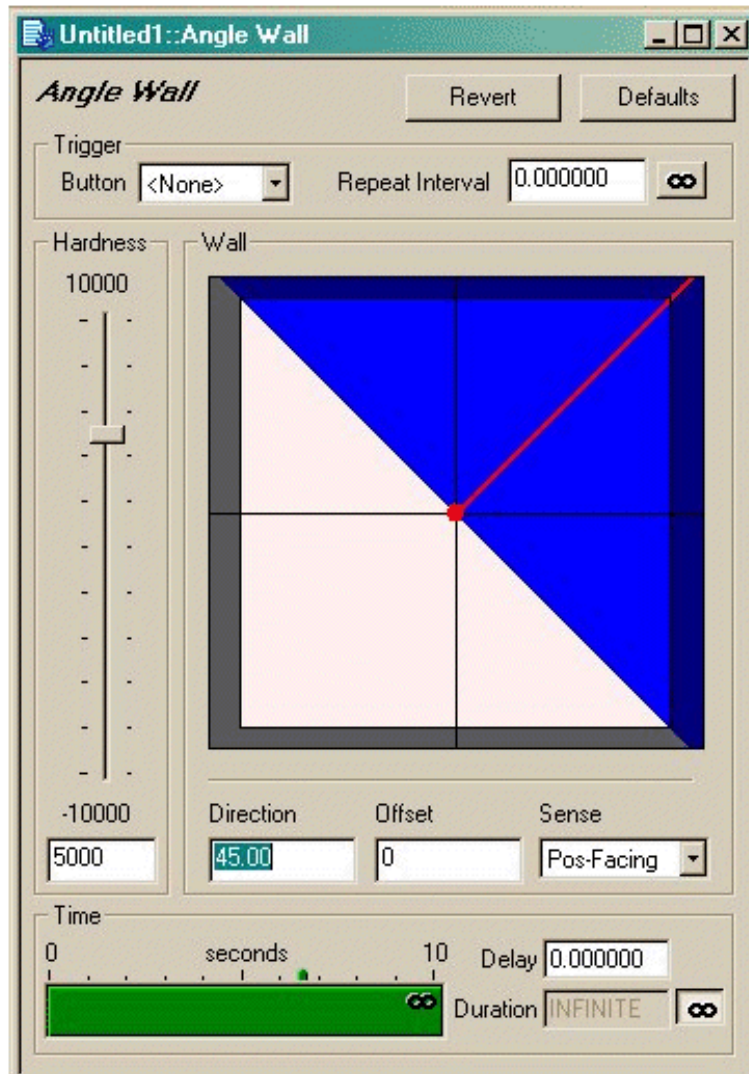 Untitled1::Angle Wall
Angle Wall
Revert
Defaults
Trigger
Button <None>
Repeat Interval 0.000000 ∞
Hardness
10000
-10000
5000
Wall
Direction
Offset
Sense
45.00
0
Pos-Facing
Time
0 seconds 10
∞
Delay 0.000000
Duration INFINITE ∞